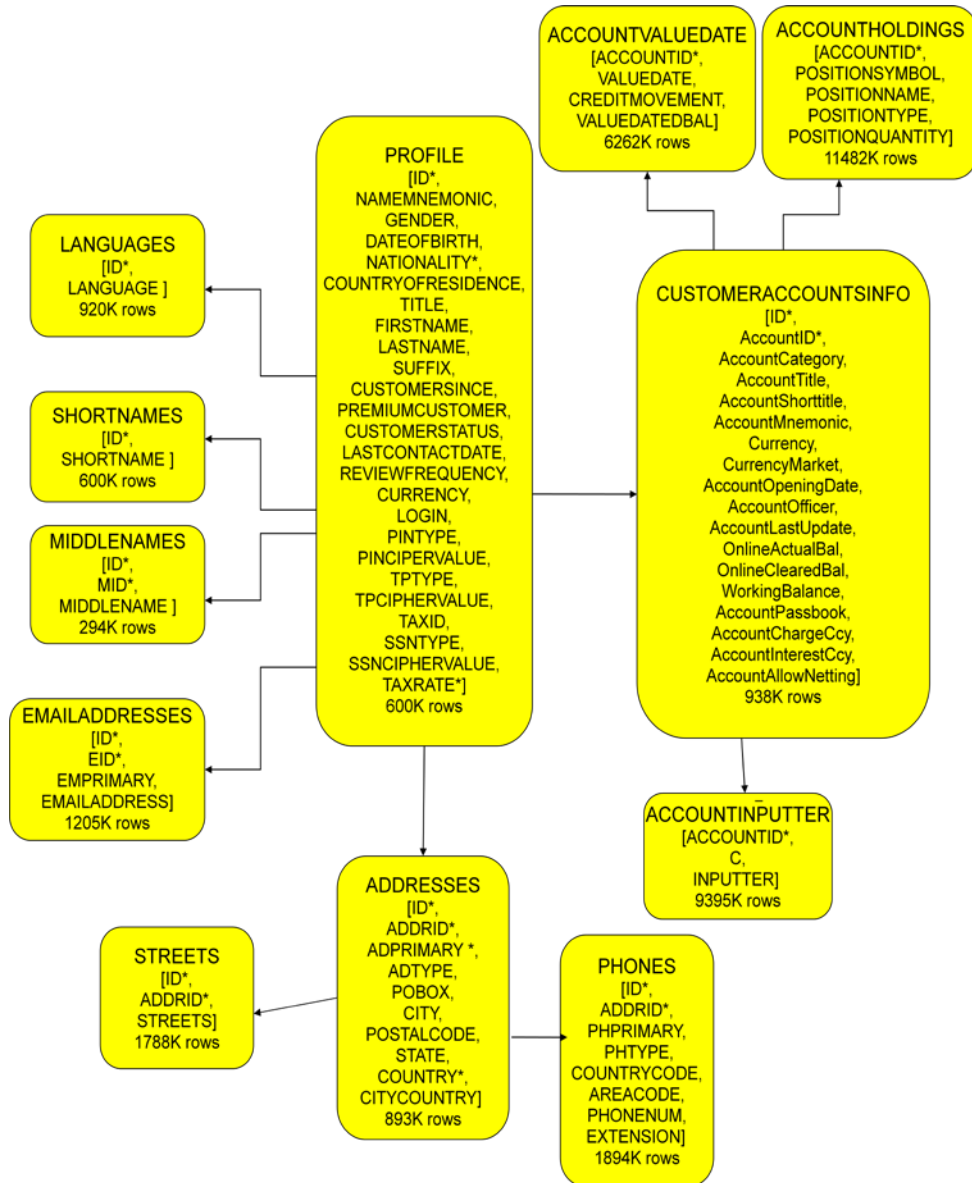 ACCOUNTVALUEDATE
[ACCOUNTID*,
VALUEDATE,
CREDITMOVEMENT,
VALUEDATEDBAL]
6262K rows
ACCOUNTHOLDINGS
[ACCOUNTID*,
POSITIONSYMBOL,
POSITIONNAME,
POSITIONTYPE,
POSITIONQUANTITY]
11482K rows
PROFILE
[ID*,
NAMEMNEMONIC,
GENDER,
DATEOFBIRTH,
NATIONALITY*,
COUNTRYOFRESIDENCE,
TITLE,
FIRSTNAME,
LASTNAME,
SUFFIX,
CUSTOMERSINCE,
PREMIUMCUSTOMER,
CUSTOMERSTATUS,
LASTCONTACTDATE,
REVIEWFREQUENCY,
CURRENCY,
LOGIN,
PINTYPE,
PINCIPERVALUE,
TPTYPE,
TPCIPHERVALUE,
TAXID,
SSNTYPE,
SSNCIPHERVALUE,
TAXRATE*]
600K rows
LANGUAGES
[ID*,
LANGUAGE ]
920K rows
SHORTNAMES
[ID*,
SHORTNAME ]
600K rows
MIDDLENAMES
[ID*,
MID*,
MIDDLENAME ]
294K rows
EMAILADDRESSES
[ID*,
EID*,
EMPRIMARY,
EMAILADDRESS]
1205K rows
CUSTOMERACCOUNTSINFO
[ID*,
AccountID*,
AccountCategory,
AccountTitle,
AccountShorttitle,
AccountMnemonic,
Currency,
CurrencyMarket,
AccountOpeningDate,
AccountOfficer,
AccountLastUpdate,
OnlineActualBal,
OnlineClearedBal,
WorkingBalance,
AccountPassbook,
AccountChargeCcy,
AccountInterestCcy,
AccountAllowNetting]
938K rows
ACCOUNTINPUTTER
[ACCOUNTID*,
C,
INPUTTER]
9395K rows
ADDRESSES
[ID*,
ADDRID*,
ADPRIMARY *,
ADTYPE,
POBOX,
CITY,
POSTALCODE,
STATE,
COUNTRY*,
CITYCOUNTRY]
893K rows
STREETS
[ID*,
ADDRID*,
STREETS]
1788K rows
PHONES
[ID*,
ADDRID*,
PHPRIMARY,
PHTYPE,
COUNTRYCODE,
AREACODE,
PHONENUM,
EXTENSION]
1894K rows